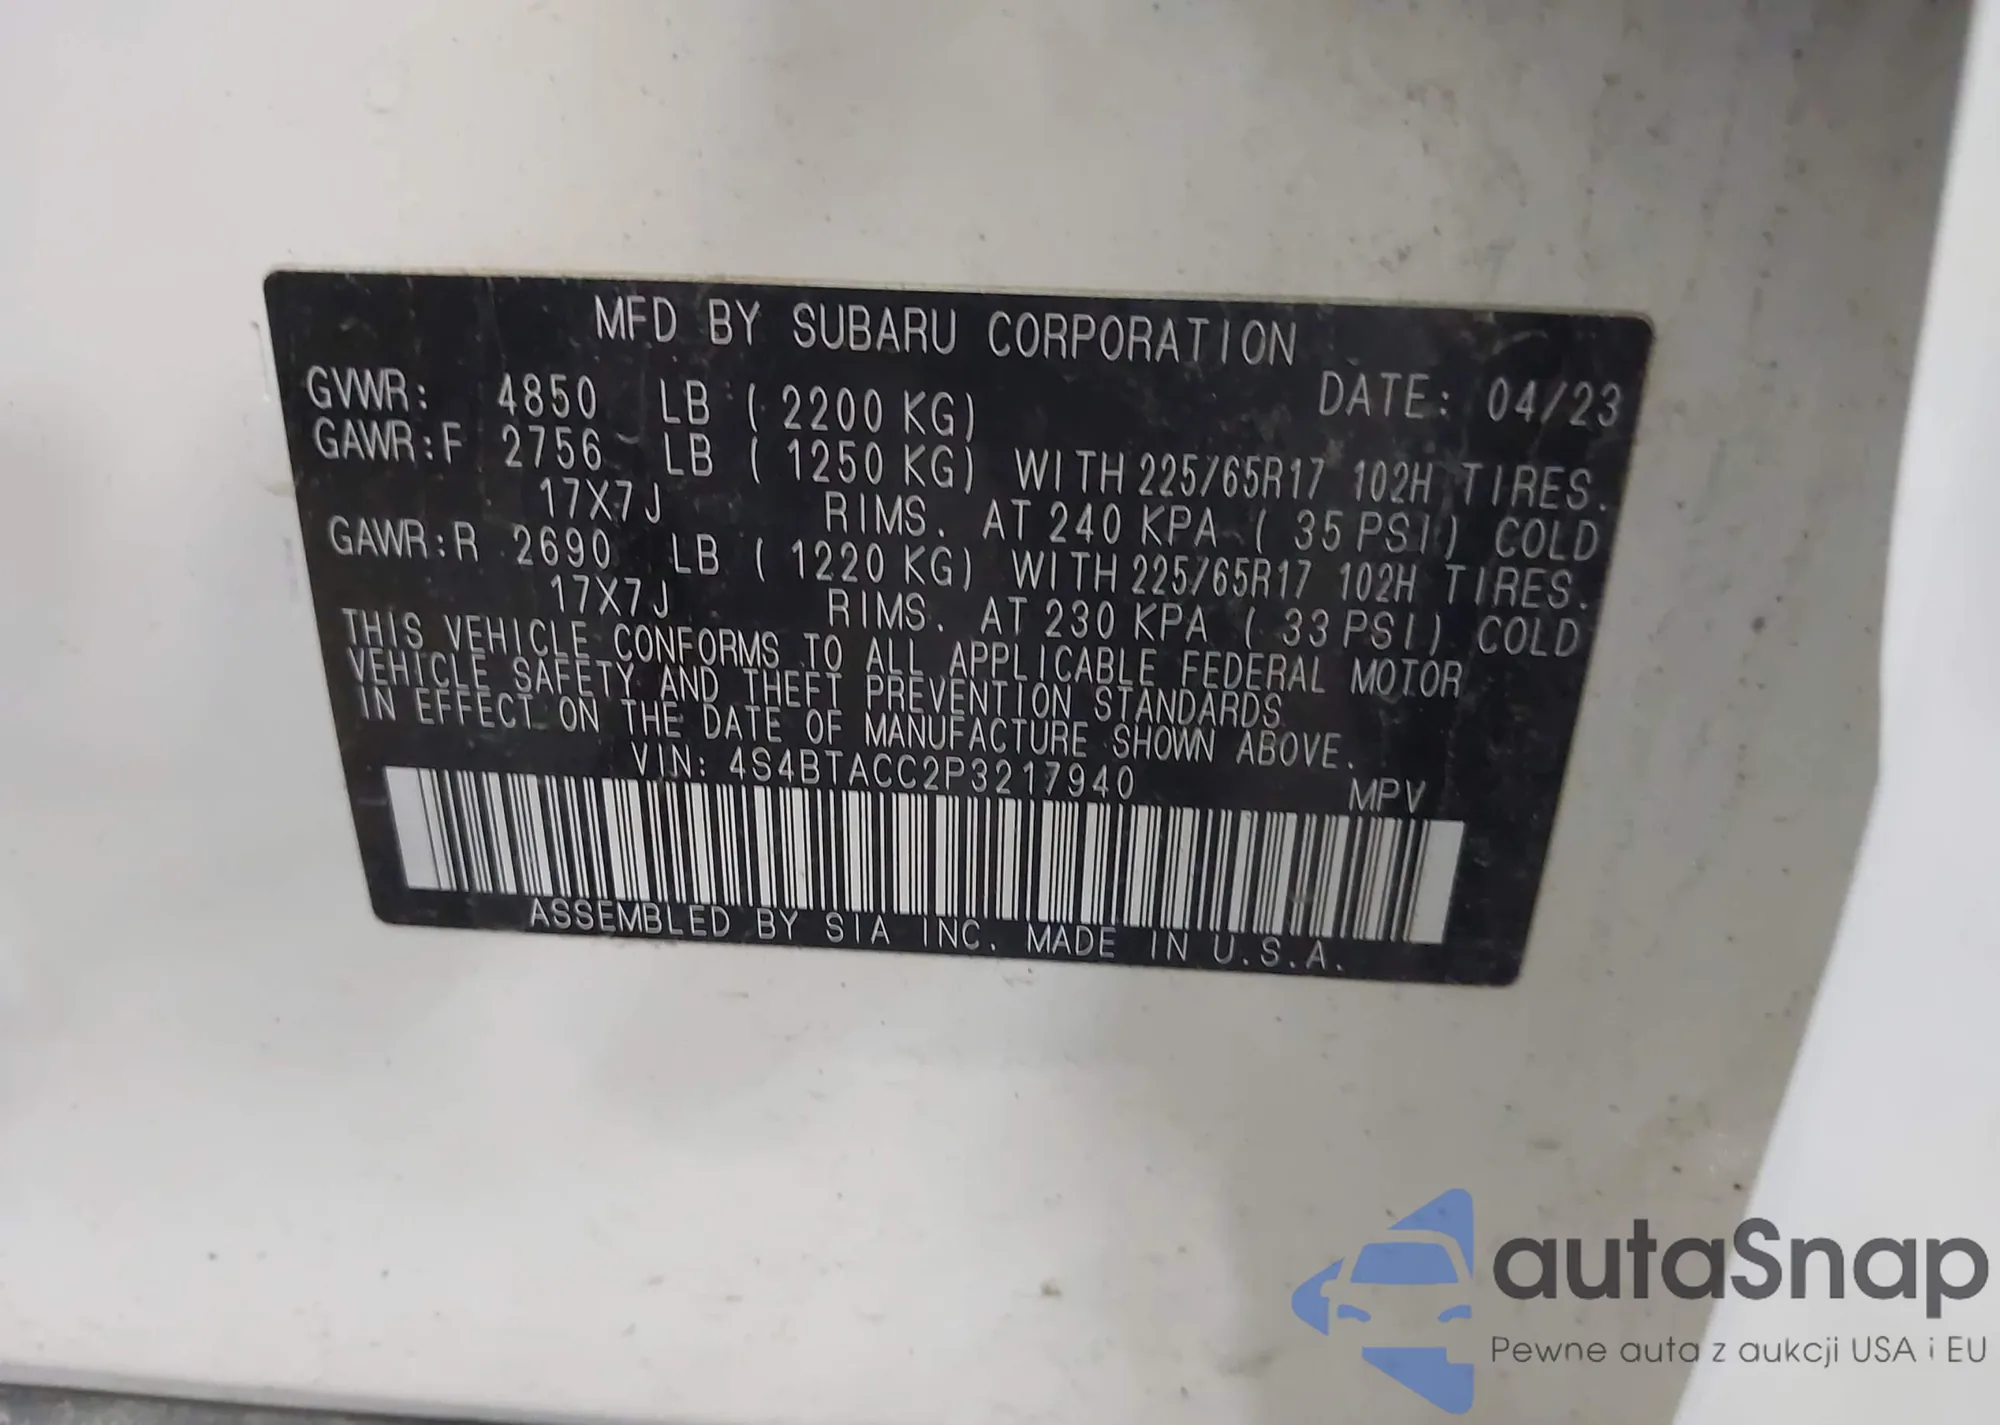 MFD BY SUBARU CORPORATION
GVWR: 4850 LB ( 2200 KG) DATE: 04/23
GAWR:F 2756 LB ( 1250 KG) WITH 225/65R17 102H TIRES.
17X7J RIMS. AT 240 KPA ( 35 PSI) COLD
GAWR:R 2690 LB ( 1220 KG) WITH 225/65R17 102H TIRES.
17X7J RIMS. AT 230 KPA ( 33 PSI) COLD
THIS VEHICLE CONFORMS TO ALL APPLICABLE FEDERAL MOTOR
VEHICLE SAFETY AND THEFT PREVENTION STANDARDS
IN EFFECT ON THE DATE OF MANUFACTURE SHOWN ABOVE.
VIN: 4S4BTACC2P3217940 MPV
ASSEMBLED BY SIA INC. MADE IN U.S.A.
autaSnap
Pewne auta z aukcji USA i EU